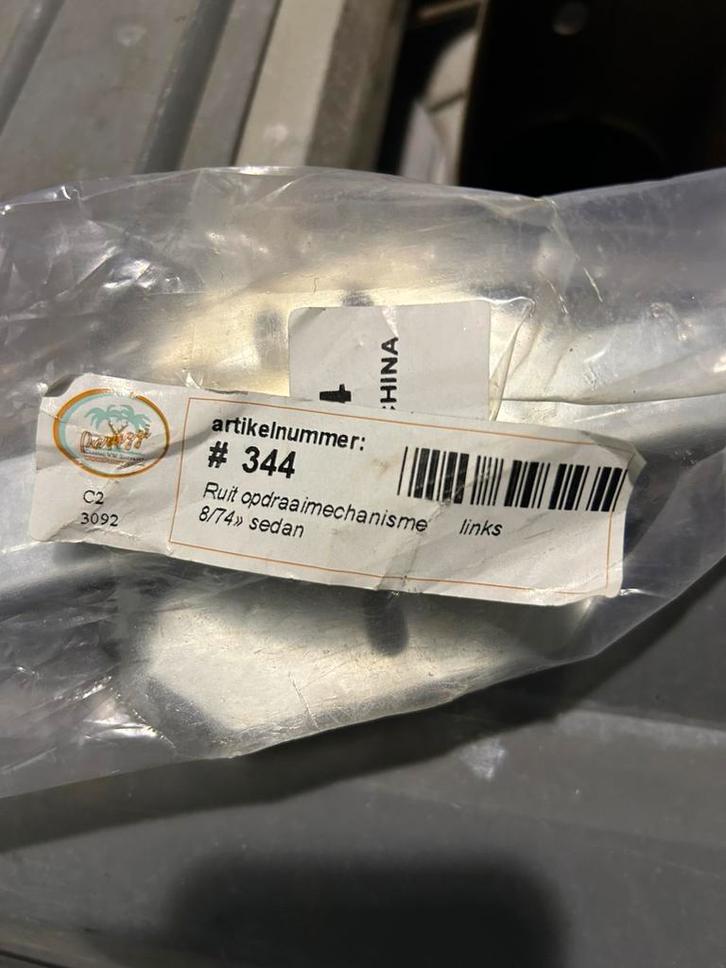 CHINA
artikelnummer:
# 344
Ruit opdraaimechanisme links
8/74» sedan
C2
3092